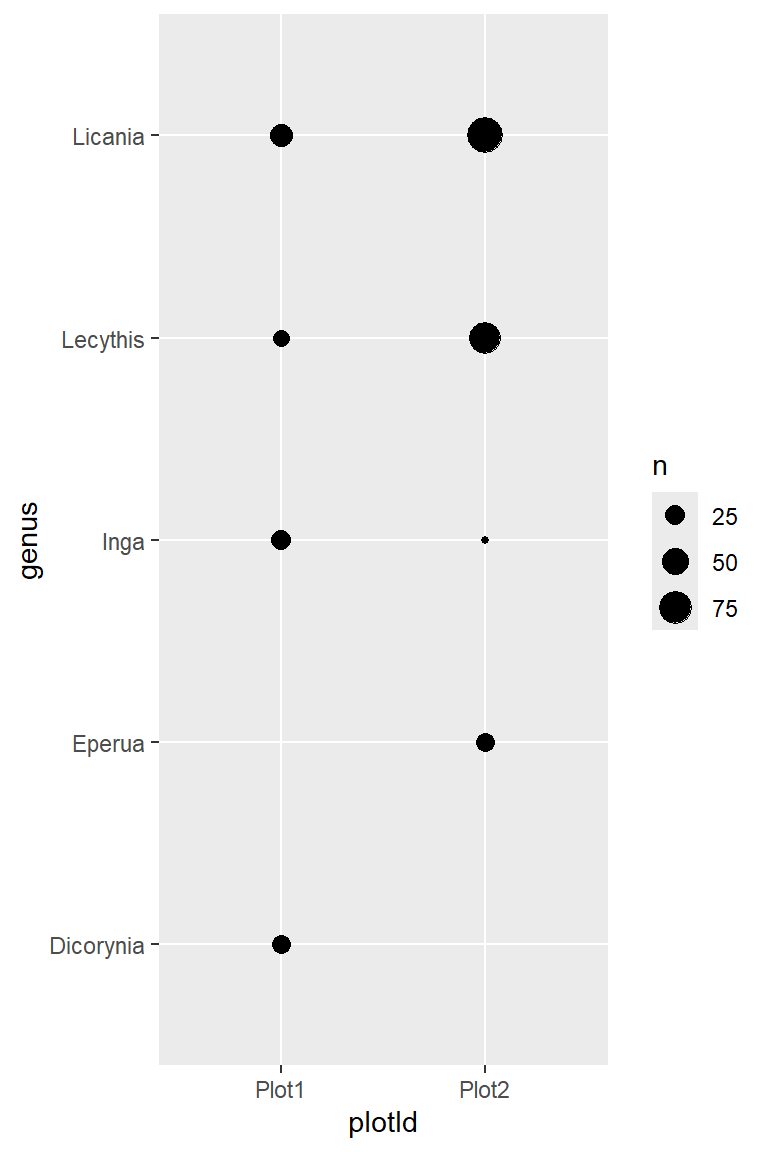 Licania
Lecythis
Inga
Eperua
Dicorynia
genus
Plot1 Plot2
plotId
n
25
50
75